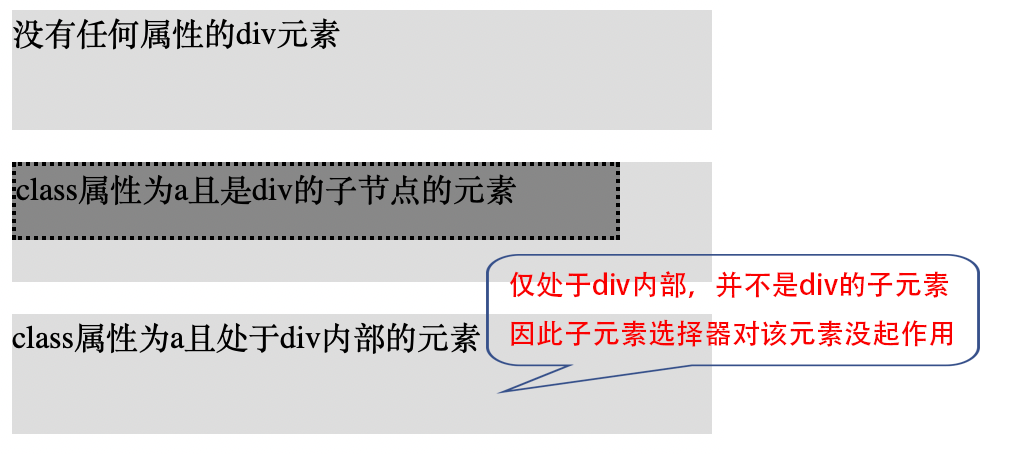 没有任何属性的div元素
class属性为a且是div的子节点的元素
仅处于div内部，并不是div的子元素
因此子元素选择器对该元素没起作用
class属性为a且处于div内部的元素